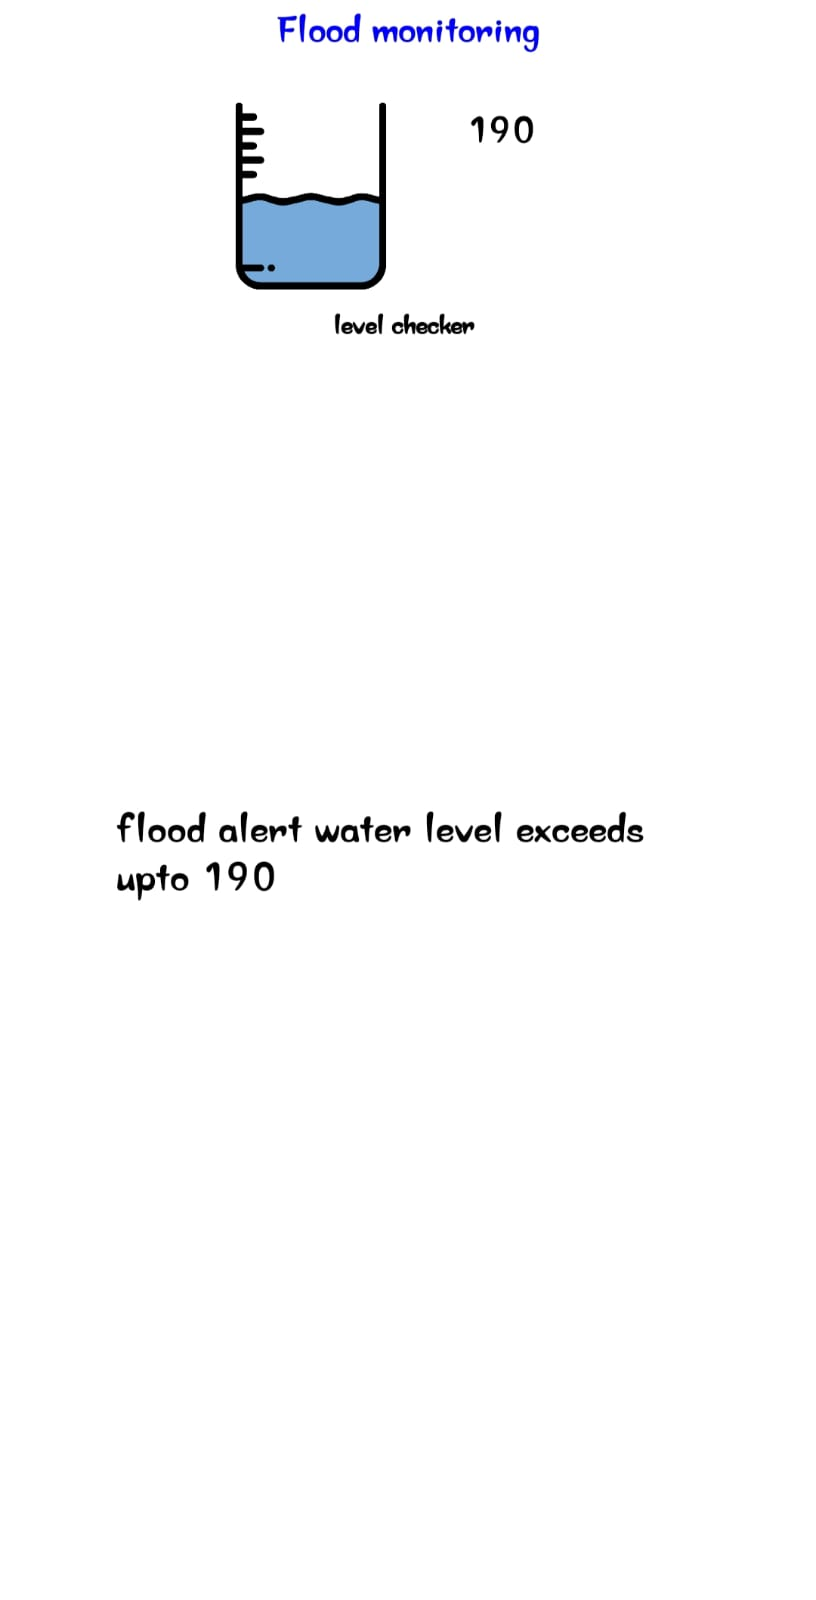 Flood monitoring
190
level checker
flood alert water level exceeds
upto 190